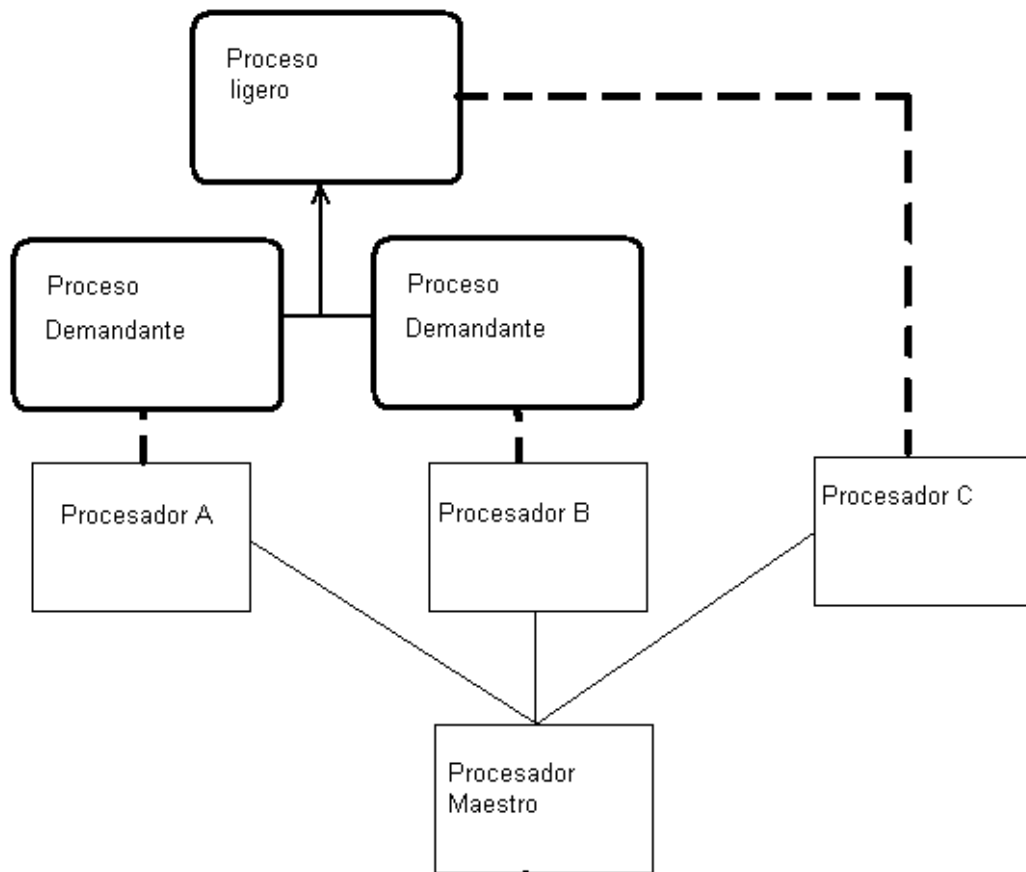 Proceso
ligero
Proceso
Demandante
Proceso
Demandante
Procesador A
Procesador B
Procesador C
Procesador
Maestro